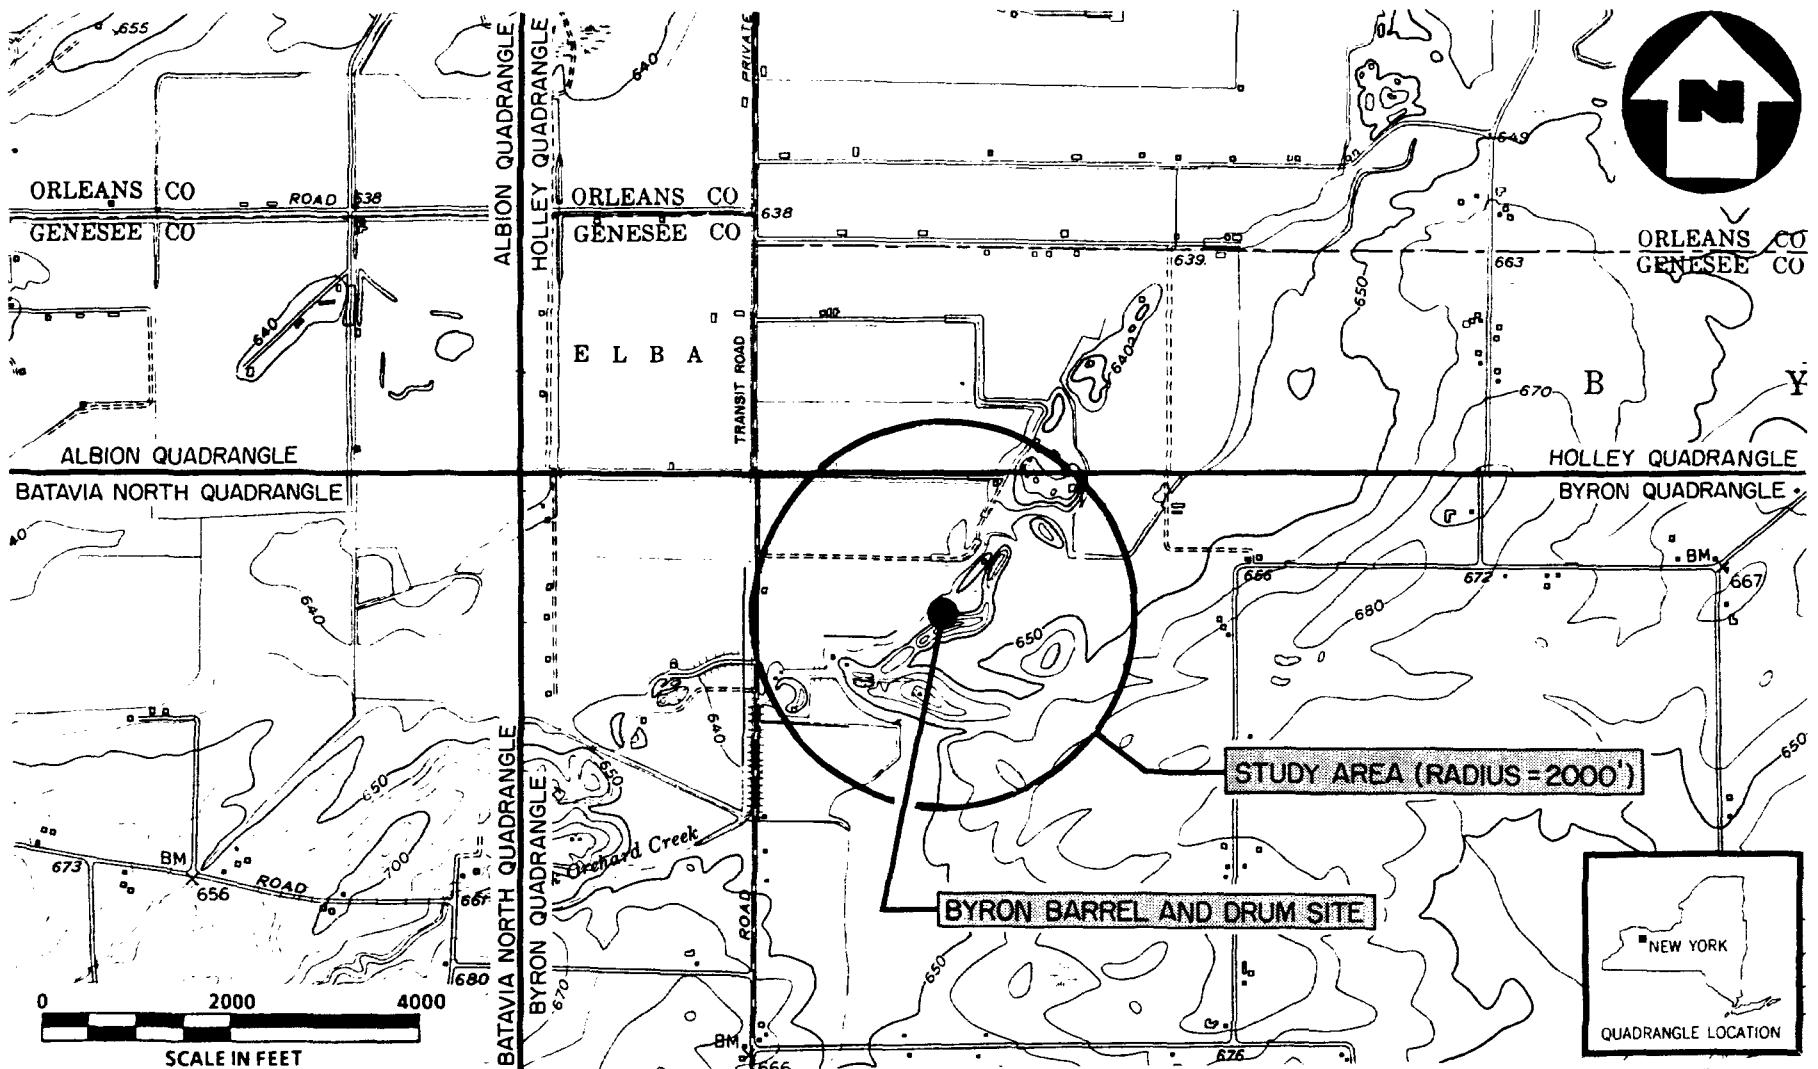 655
640
ALBION QUADRANGLE
HOLLEY QUADRANGLE
PRIVATE
N
649
ORLEANS CO
ROAD 638
GENESEE CO
ORLEANS CO
638
GENESEE CO
639
663
ORLEANS CO
GENESEE CO
650
640
640
E L B A
TRANSIT ROAD
670
B Y
ALBION QUADRANGLE
BATAVIA NORTH QUADRANGLE
HOLLEY QUADRANGLE
BYRON QUADRANGLE
40
640
656
672
680
BM
667
650
640
650
650
650
STUDY AREA (RADIUS = 2000')
BATAVIA NORTH QUADRANGLE
BYRON QUADRANGLE
Orchard Creek
700
673
BM
656
ROAD
661
BYRON BARREL AND DRUM SITE
ROAD
650
680
670
BM
666
676
0 2000 4000
SCALE IN FEET
NEW YORK
QUADRANGLE LOCATION